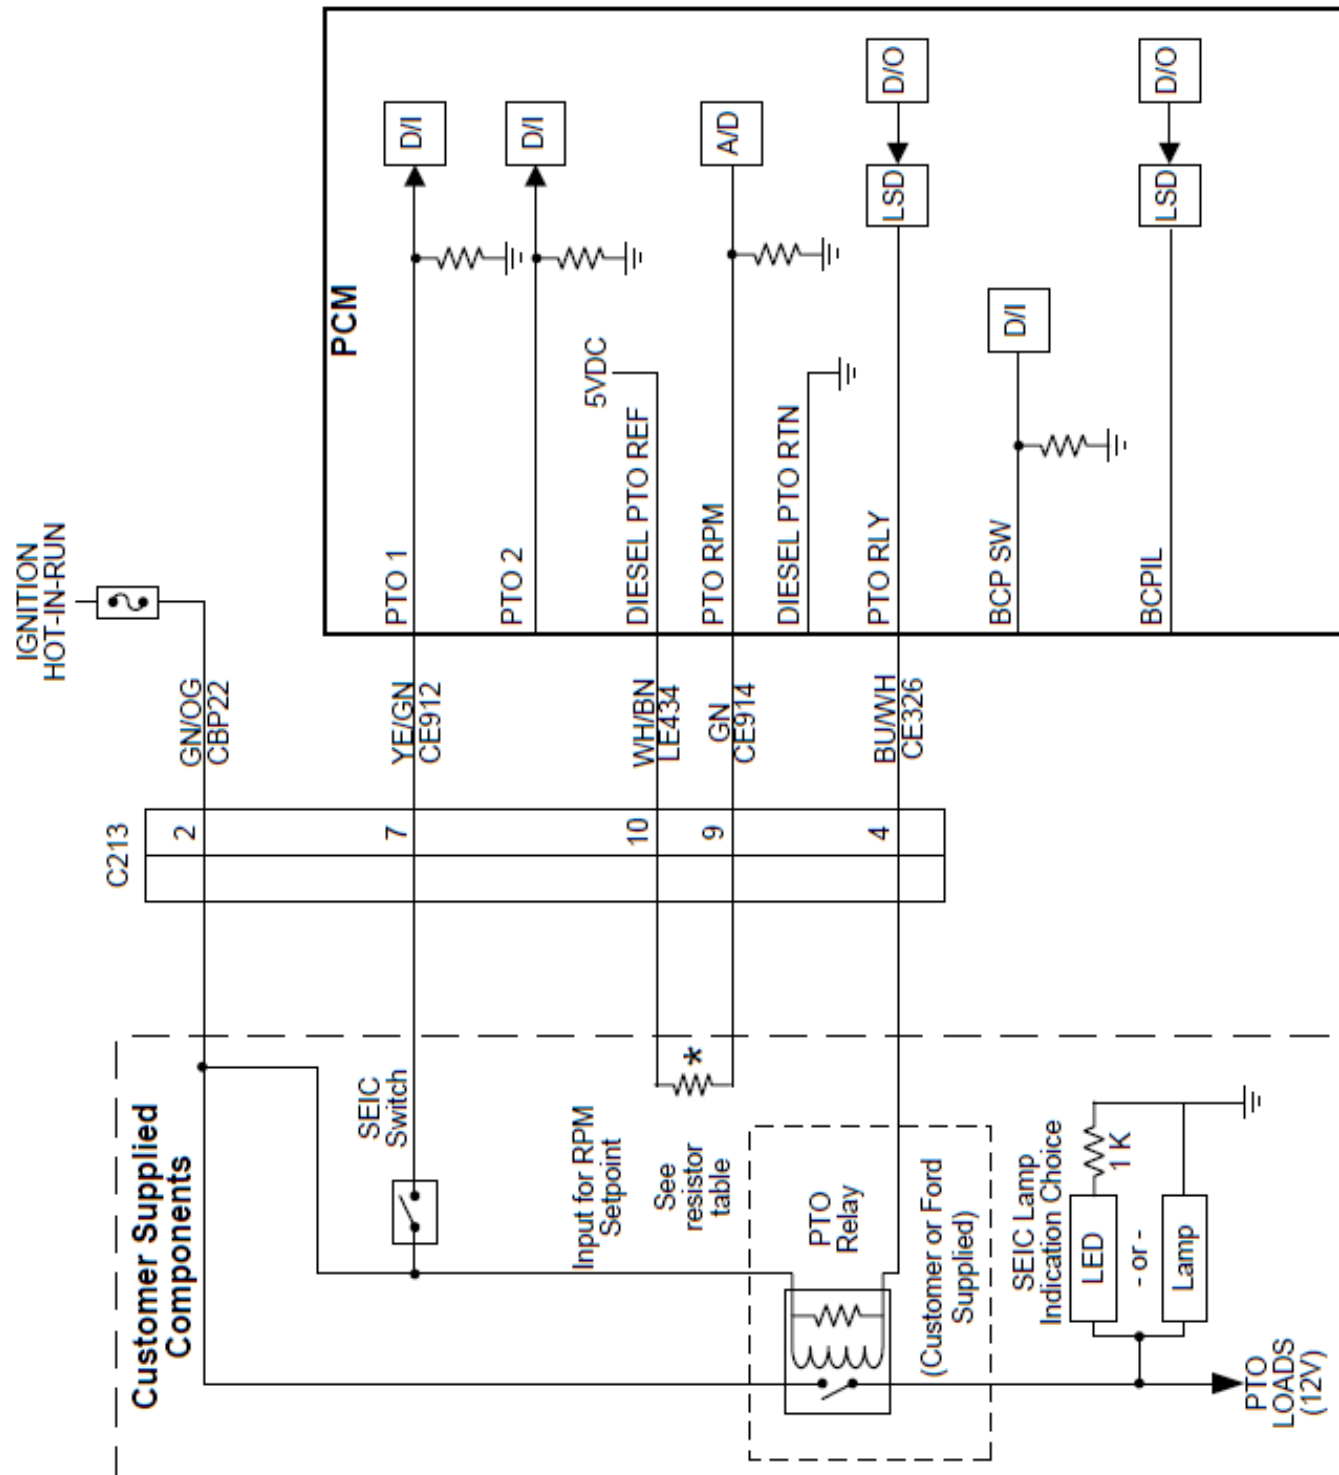 IGNITION
HOT-IN-RUN
PCM
D/I
D/I
A/D
D/O
LSD
D/I
D/O
LSD
5VDC
PTO 1
PTO 2
DIESEL PTO REF
PTO RPM
DIESEL PTO RTN
PTO RLY
BCP SW
BCPIL
GN/OG
CBP22
YE/GN
CE912
WH/BN
LE434
GN
CE914
BU/WH
CE326
C213
2
7
10
9
4
Customer Supplied
Components
SEIC
Switch
Input for RPM
Setpoint
*
See
resistor
table
PTO
Relay
(Customer or Ford
Supplied)
SEIC Lamp
Indication Choice
LED
1 K
- or -
Lamp
PTO
LOADS
(12V)